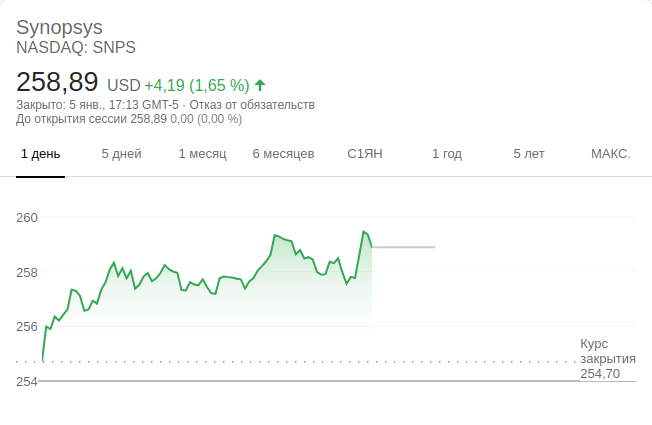 Synopsys
NASDAQ: SNPS
258,89 USD +4,19 (1,65 %)
Закрыто: 5 янв., 17:13 GMT-5 · Отказ от обязательств
До открытия сессии 258,89 0,00 (0,00 %)
1 день 5 дней 1 месяц 6 месяцев С1ЯН 1 год 5 лет МАКС.
260
258
256
254
Курс
закрытия
254,70